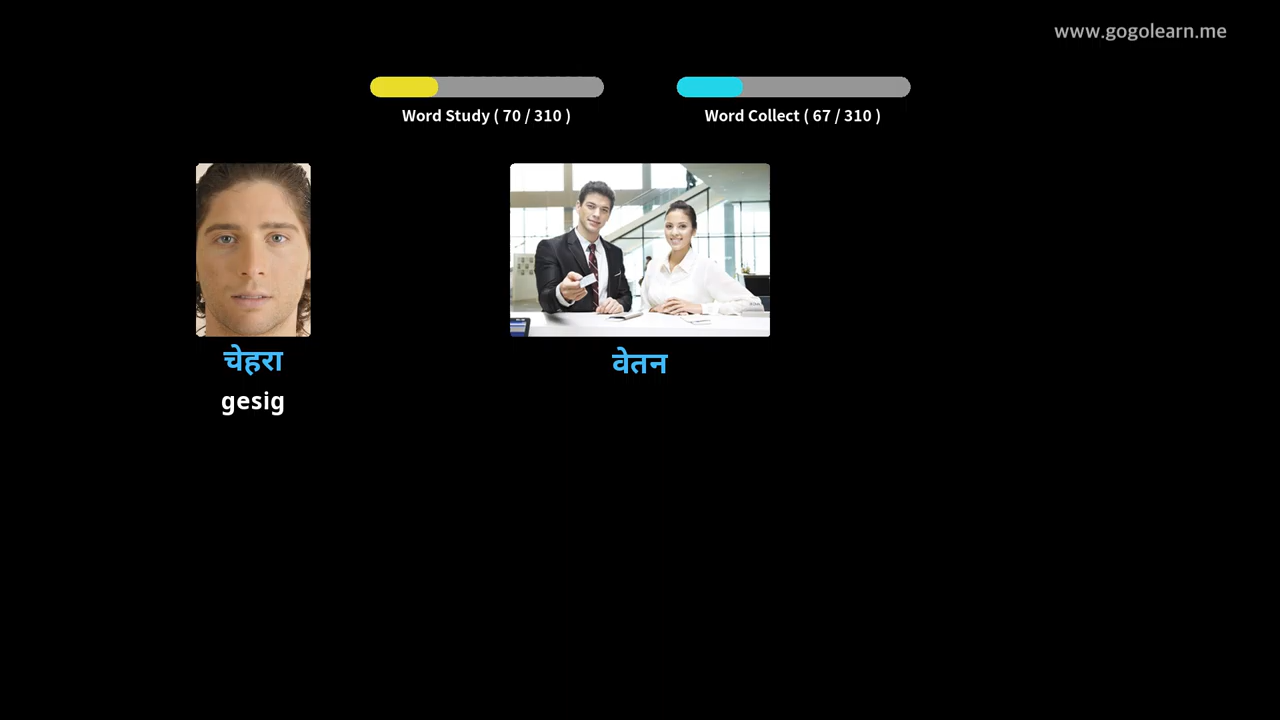 www.gogolearn.me
Word Study ( 70 / 310 )
Word Collect ( 67 / 310 )
चेहरा
वेतन
gesig